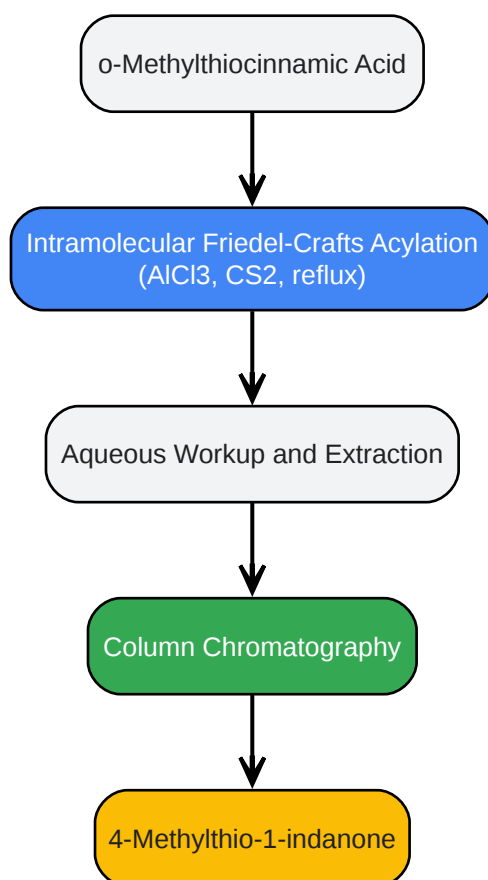 o-Methylthiocinnamic Acid
Intramolecular Friedel-Crafts Acylation
(AlCl3, CS2, reflux)
Aqueous Workup and Extraction
Column Chromatography
4-Methylthio-1-indanone